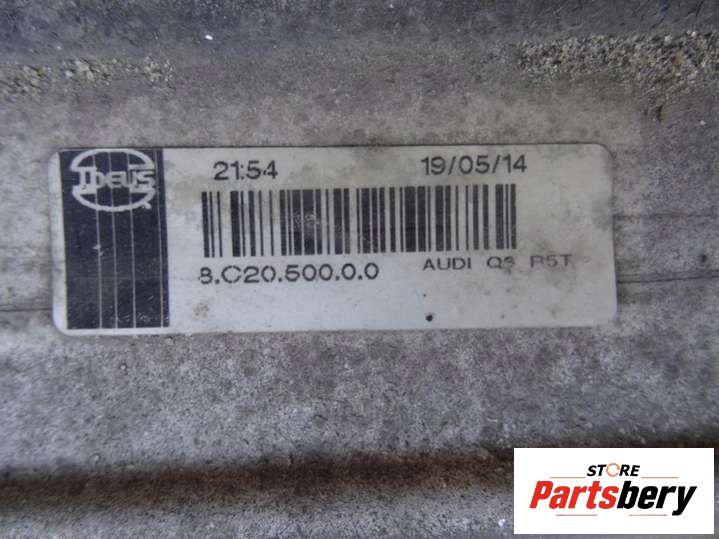 IDEUS
21:54 19/05/14
8.C20.500.0.0 AUDI Q3 R5T
STORE
Partsbery